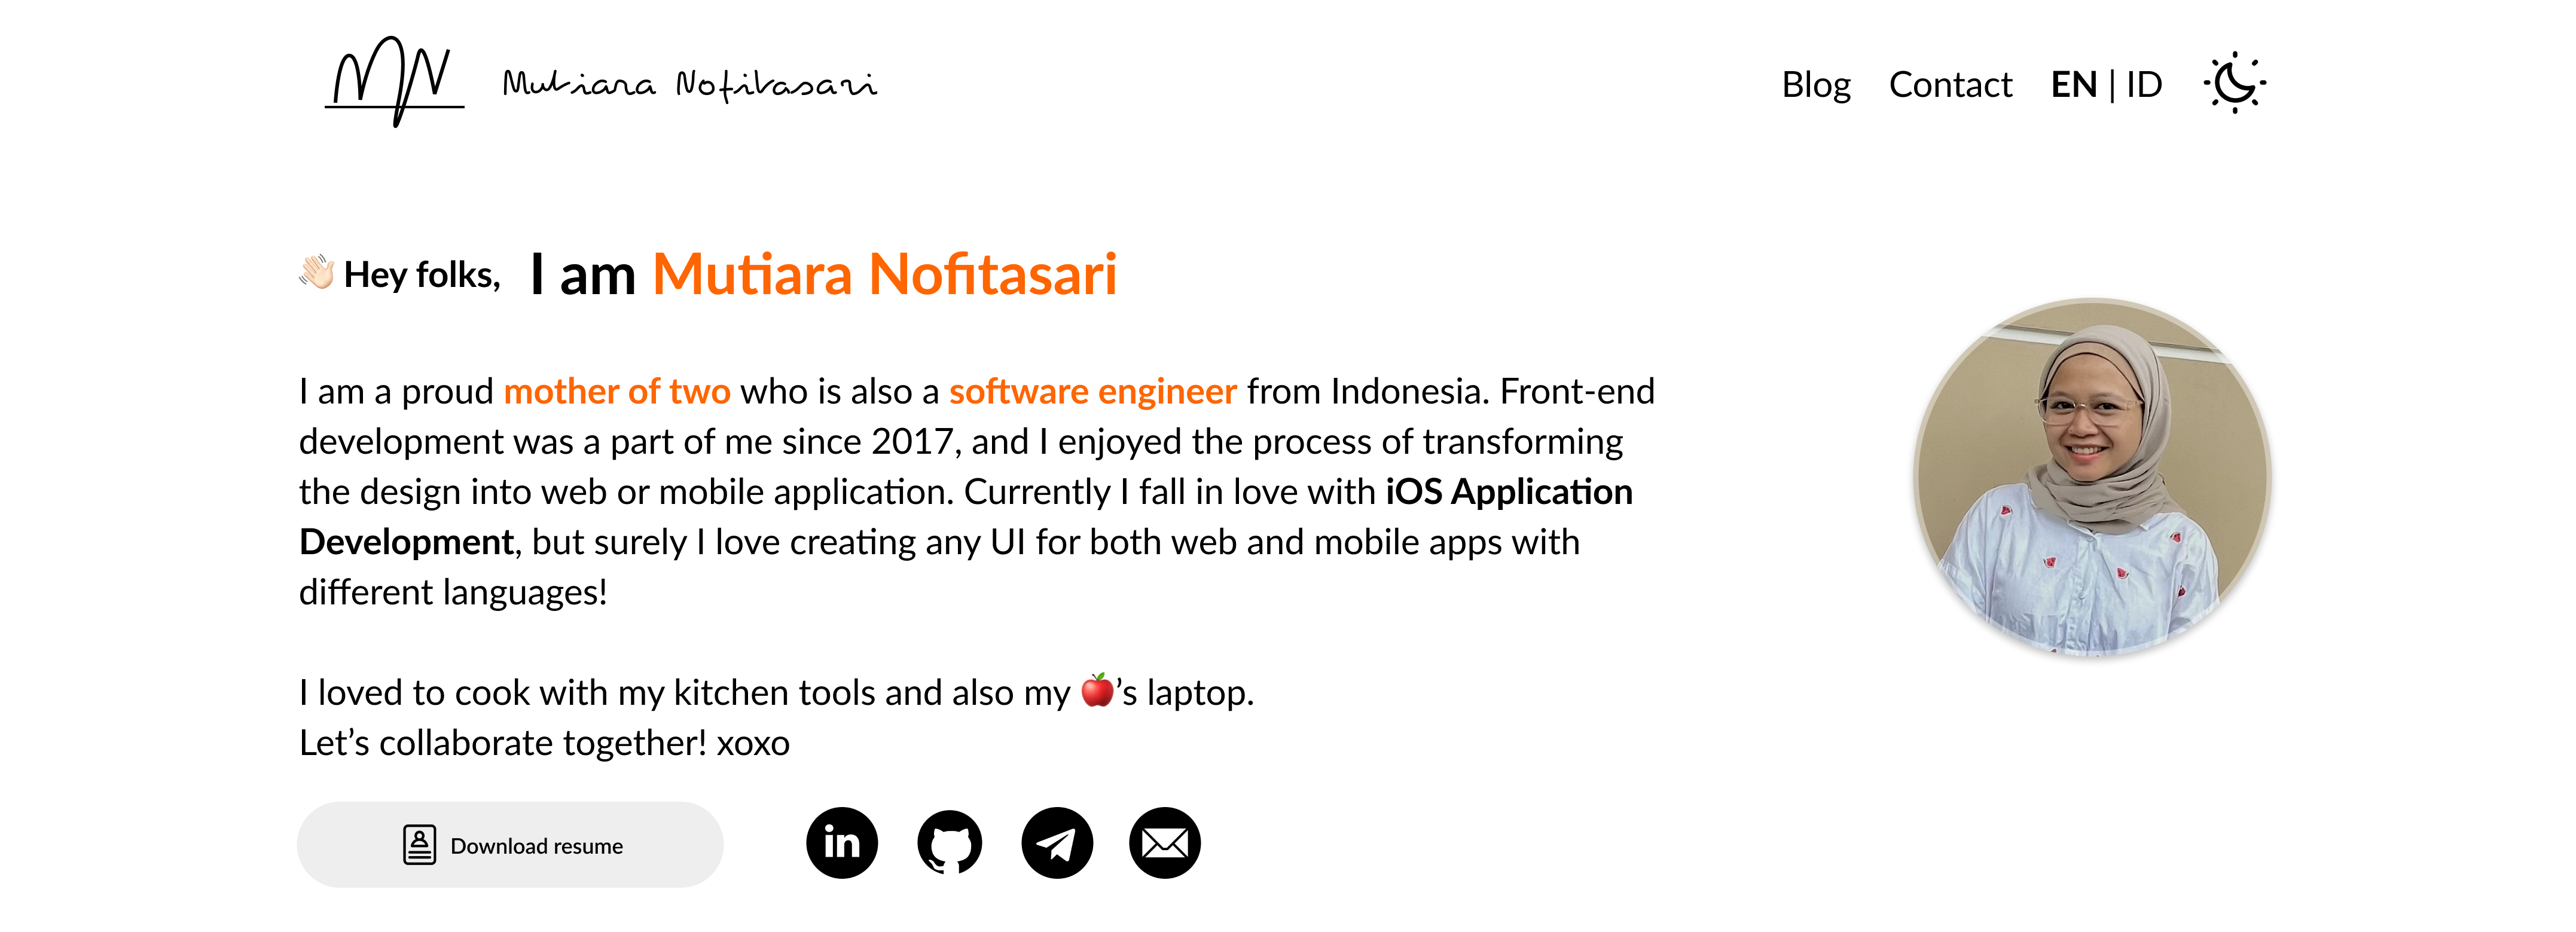 MN Mutiara Nofitasari
Blog Contact EN | ID
👋🏻 Hey folks, I am Mutiara Nofitasari
I am a proud mother of two who is also a software engineer from Indonesia. Front-end
development was a part of me since 2017, and I enjoyed the process of transforming
the design into web or mobile application. Currently I fall in love with iOS Application
Development, but surely I love creating any UI for both web and mobile apps with
different languages!
I loved to cook with my kitchen tools and also my 🍎’s laptop.
Let’s collaborate together! xoxo
Download resume
in